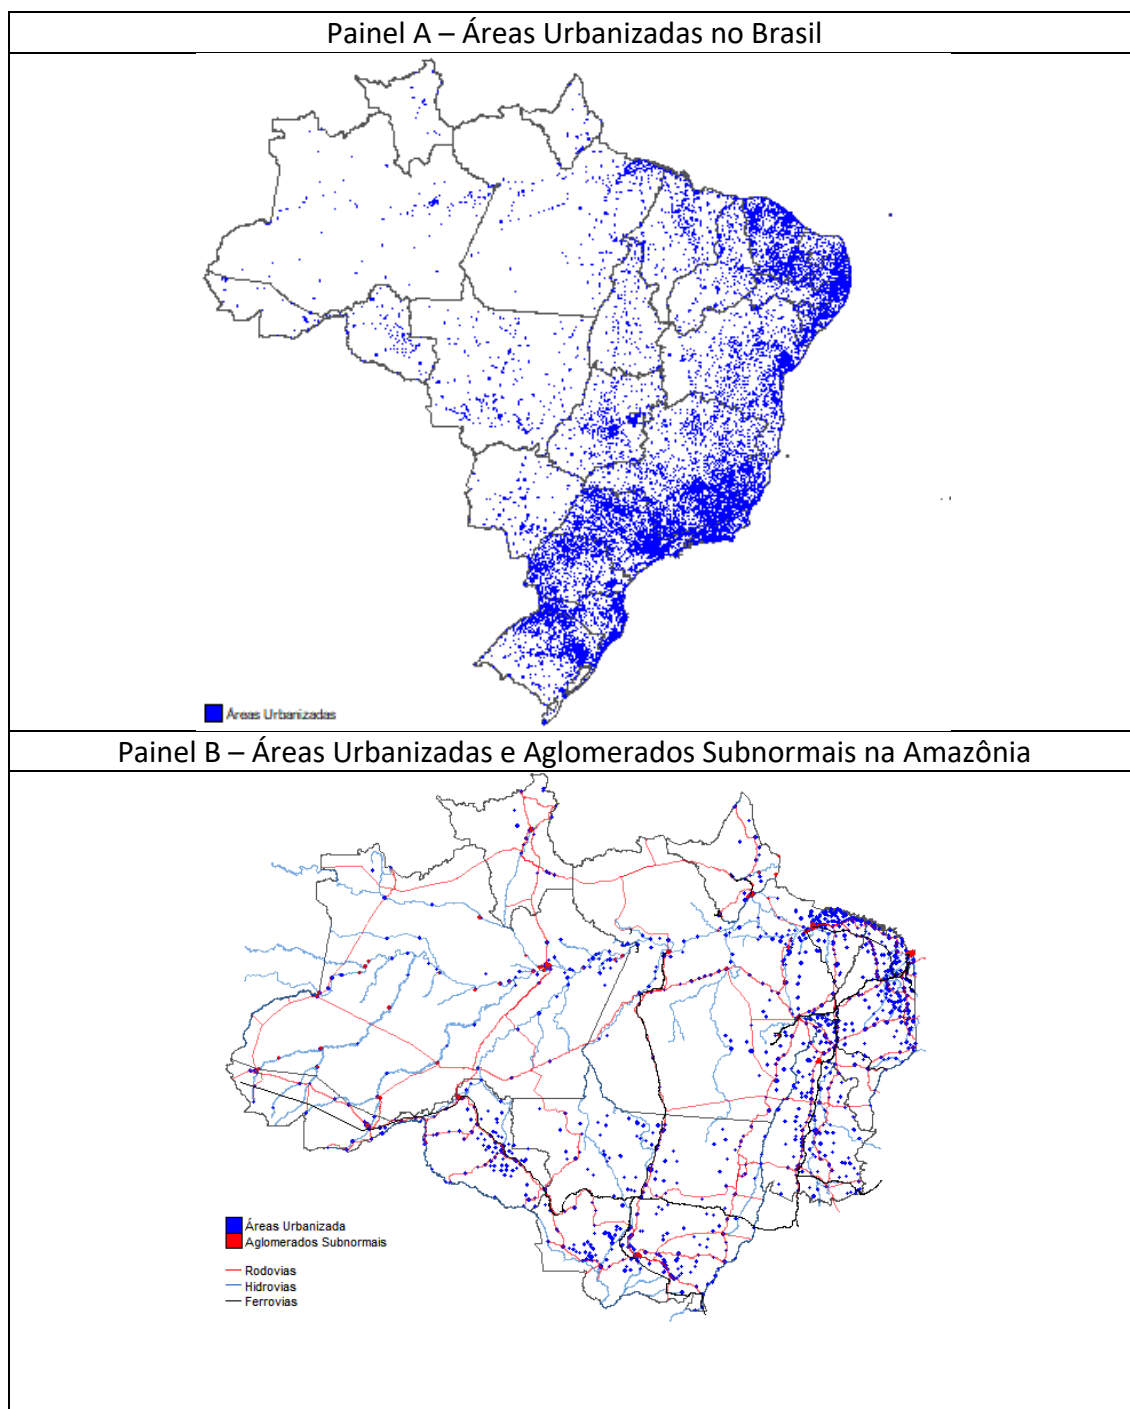 Painel A – Áreas Urbanizadas no Brasil
Áreas Urbanizadas
Painel B – Áreas Urbanizadas e Aglomerados Subnormais na Amazônia
Áreas Urbanizada
Aglomerados Subnormais
Rodovias
Hidrovias
Ferrovias